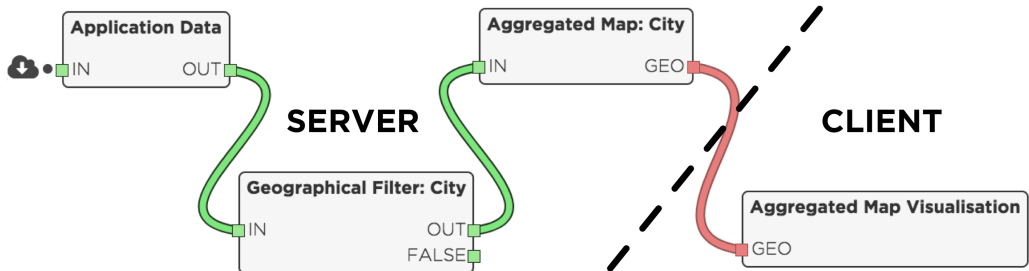 Application Data
IN OUT
SERVER
Geographical Filter: City
IN OUT
FALSE
Aggregated Map: City
IN GEO
CLIENT
Aggregated Map Visualisation
GEO